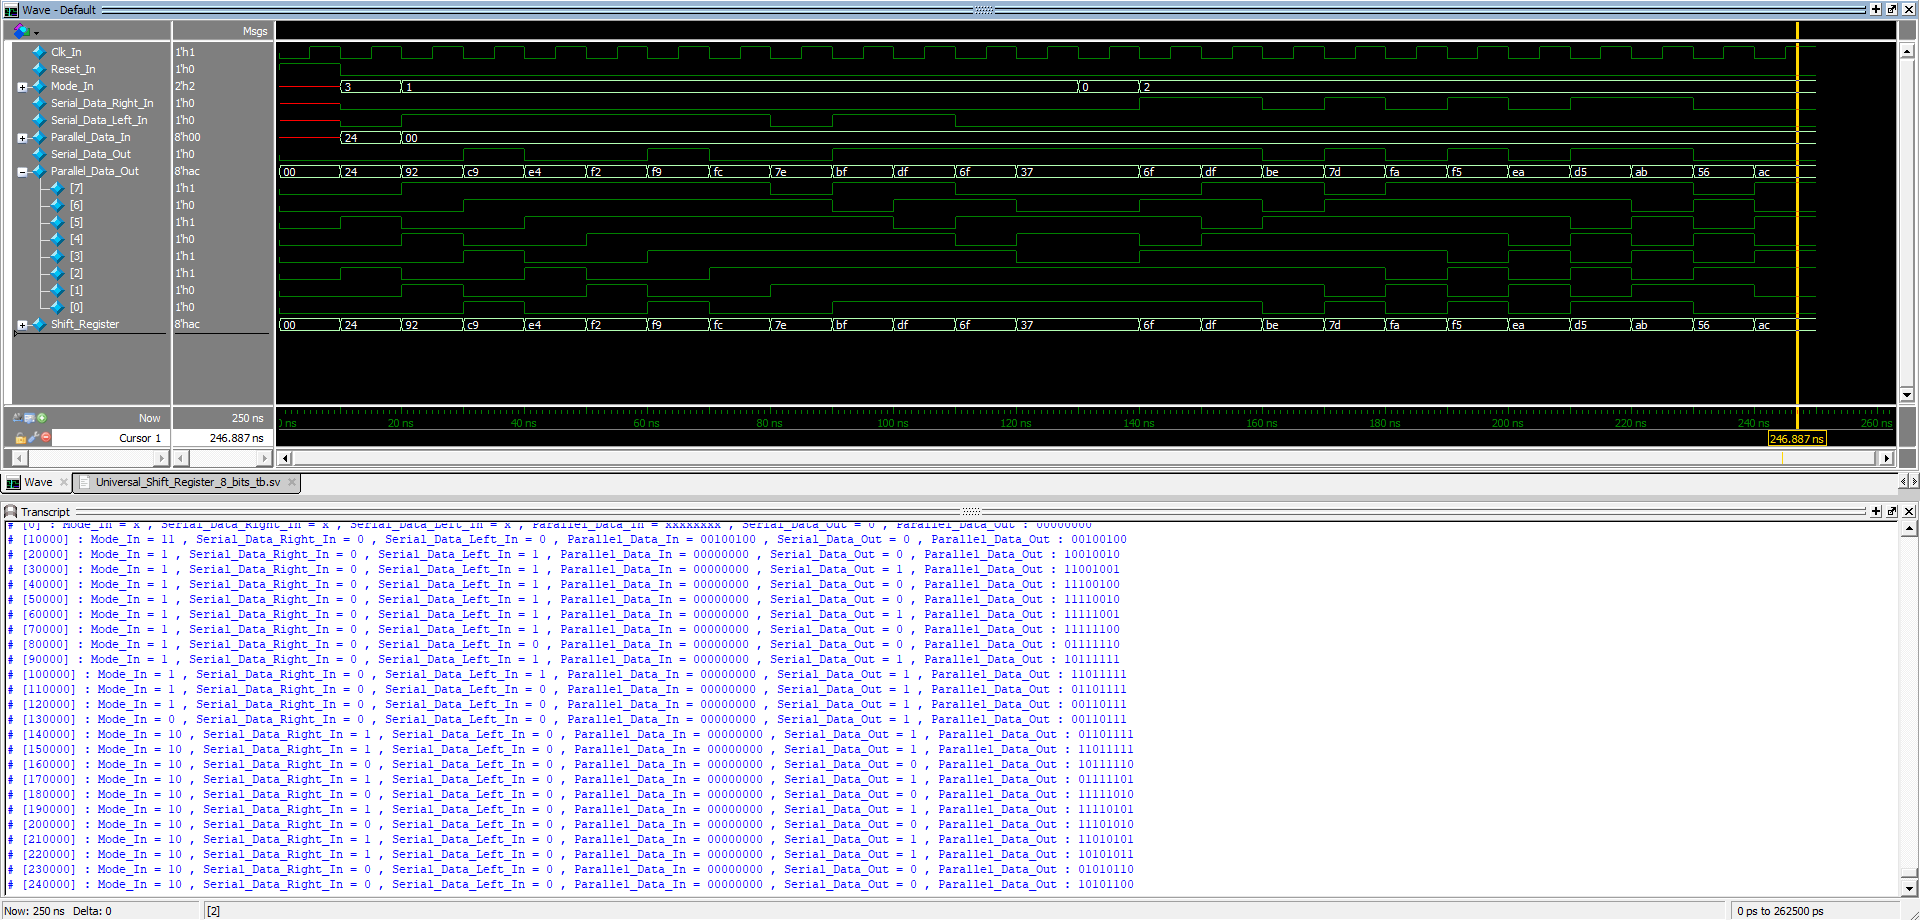 Wave - Default
Msgs
Clk_In 1'h1
Reset_In 1'h0
Mode_In 2'h2 3 1 0 2
Serial_Data_Right_In 1'h0
Serial_Data_Left_In 1'h0
Parallel_Data_In 8'h00 24 00
Serial_Data_Out 1'h0
Parallel_Data_Out 8'hac 00 24 92 c9 e4 f2 f9 fc 7e bf df 6f 37 6f df be 7d fa f5 ea d5 ab 56 ac
[7] 1'h1
[6] 1'h0
[5] 1'h1
[4] 1'h0
[3] 1'h1
[2] 1'h1
[1] 1'h0
[0] 1'h0
Shift_Register 8'hac 00 24 92 c9 e4 f2 f9 fc 7e bf df 6f 37 6f df be 7d fa f5 ea d5 ab 56 ac
Now 250 ns ns 20 ns 40 ns 60 ns 80 ns 100 ns 120 ns 140 ns 160 ns 180 ns 200 ns 220 ns 240 ns 260 ns
Cursor 1 246.887 ns 246.887 ns
Wave Universal_Shift_Register_8_bits_tb.sv
Transcript
# [0] : Mode_In = x , Serial_Data_Right_In = x , Serial_Data_Left_In = x , Parallel_Data_In = xxxxxxxx , Serial_Data_Out = 0 , Parallel_Data_Out : 00000000
# [10000] : Mode_In = 11 , Serial_Data_Right_In = 0 , Serial_Data_Left_In = 0 , Parallel_Data_In = 00100100 , Serial_Data_Out = 0 , Parallel_Data_Out : 00100100
# [20000] : Mode_In = 1 , Serial_Data_Right_In = 0 , Serial_Data_Left_In = 1 , Parallel_Data_In = 00000000 , Serial_Data_Out = 0 , Parallel_Data_Out : 10010010
# [30000] : Mode_In = 1 , Serial_Data_Right_In = 0 , Serial_Data_Left_In = 1 , Parallel_Data_In = 00000000 , Serial_Data_Out = 1 , Parallel_Data_Out : 11001001
# [40000] : Mode_In = 1 , Serial_Data_Right_In = 0 , Serial_Data_Left_In = 1 , Parallel_Data_In = 00000000 , Serial_Data_Out = 0 , Parallel_Data_Out : 11100100
# [50000] : Mode_In = 1 , Serial_Data_Right_In = 0 , Serial_Data_Left_In = 1 , Parallel_Data_In = 00000000 , Serial_Data_Out = 0 , Parallel_Data_Out : 11110010
# [60000] : Mode_In = 1 , Serial_Data_Right_In = 0 , Serial_Data_Left_In = 1 , Parallel_Data_In = 00000000 , Serial_Data_Out = 1 , Parallel_Data_Out : 11111001
# [70000] : Mode_In = 1 , Serial_Data_Right_In = 0 , Serial_Data_Left_In = 1 , Parallel_Data_In = 00000000 , Serial_Data_Out = 0 , Parallel_Data_Out : 11111100
# [80000] : Mode_In = 1 , Serial_Data_Right_In = 0 , Serial_Data_Left_In = 0 , Parallel_Data_In = 00000000 , Serial_Data_Out = 0 , Parallel_Data_Out : 01111110
# [90000] : Mode_In = 1 , Serial_Data_Right_In = 0 , Serial_Data_Left_In = 1 , Parallel_Data_In = 00000000 , Serial_Data_Out = 1 , Parallel_Data_Out : 10111111
# [100000] : Mode_In = 1 , Serial_Data_Right_In = 0 , Serial_Data_Left_In = 1 , Parallel_Data_In = 00000000 , Serial_Data_Out = 1 , Parallel_Data_Out : 11011111
# [110000] : Mode_In = 1 , Serial_Data_Right_In = 0 , Serial_Data_Left_In = 0 , Parallel_Data_In = 00000000 , Serial_Data_Out = 1 , Parallel_Data_Out : 01101111
# [120000] : Mode_In = 1 , Serial_Data_Right_In = 0 , Serial_Data_Left_In = 0 , Parallel_Data_In = 00000000 , Serial_Data_Out = 1 , Parallel_Data_Out : 00110111
# [130000] : Mode_In = 0 , Serial_Data_Right_In = 0 , Serial_Data_Left_In = 0 , Parallel_Data_In = 00000000 , Serial_Data_Out = 1 , Parallel_Data_Out : 00110111
# [140000] : Mode_In = 10 , Serial_Data_Right_In = 1 , Serial_Data_Left_In = 0 , Parallel_Data_In = 00000000 , Serial_Data_Out = 1 , Parallel_Data_Out : 01101111
# [150000] : Mode_In = 10 , Serial_Data_Right_In = 1 , Serial_Data_Left_In = 0 , Parallel_Data_In = 00000000 , Serial_Data_Out = 1 , Parallel_Data_Out : 11011111
# [160000] : Mode_In = 10 , Serial_Data_Right_In = 0 , Serial_Data_Left_In = 0 , Parallel_Data_In = 00000000 , Serial_Data_Out = 0 , Parallel_Data_Out : 10111110
# [170000] : Mode_In = 10 , Serial_Data_Right_In = 1 , Serial_Data_Left_In = 0 , Parallel_Data_In = 00000000 , Serial_Data_Out = 1 , Parallel_Data_Out : 01111101
# [180000] : Mode_In = 10 , Serial_Data_Right_In = 0 , Serial_Data_Left_In = 0 , Parallel_Data_In = 00000000 , Serial_Data_Out = 0 , Parallel_Data_Out : 11111010
# [190000] : Mode_In = 10 , Serial_Data_Right_In = 1 , Serial_Data_Left_In = 0 , Parallel_Data_In = 00000000 , Serial_Data_Out = 1 , Parallel_Data_Out : 11110101
# [200000] : Mode_In = 10 , Serial_Data_Right_In = 0 , Serial_Data_Left_In = 0 , Parallel_Data_In = 00000000 , Serial_Data_Out = 0 , Parallel_Data_Out : 11101010
# [210000] : Mode_In = 10 , Serial_Data_Right_In = 1 , Serial_Data_Left_In = 0 , Parallel_Data_In = 00000000 , Serial_Data_Out = 1 , Parallel_Data_Out : 11010101
# [220000] : Mode_In = 10 , Serial_Data_Right_In = 1 , Serial_Data_Left_In = 0 , Parallel_Data_In = 00000000 , Serial_Data_Out = 1 , Parallel_Data_Out : 10101011
# [230000] : Mode_In = 10 , Serial_Data_Right_In = 0 , Serial_Data_Left_In = 0 , Parallel_Data_In = 00000000 , Serial_Data_Out = 0 , Parallel_Data_Out : 01010110
# [240000] : Mode_In = 10 , Serial_Data_Right_In = 0 , Serial_Data_Left_In = 0 , Parallel_Data_In = 00000000 , Serial_Data_Out = 0 , Parallel_Data_Out : 10101100
Now: 250 ns Delta: 0 [2] 0 ps to 262500 ps